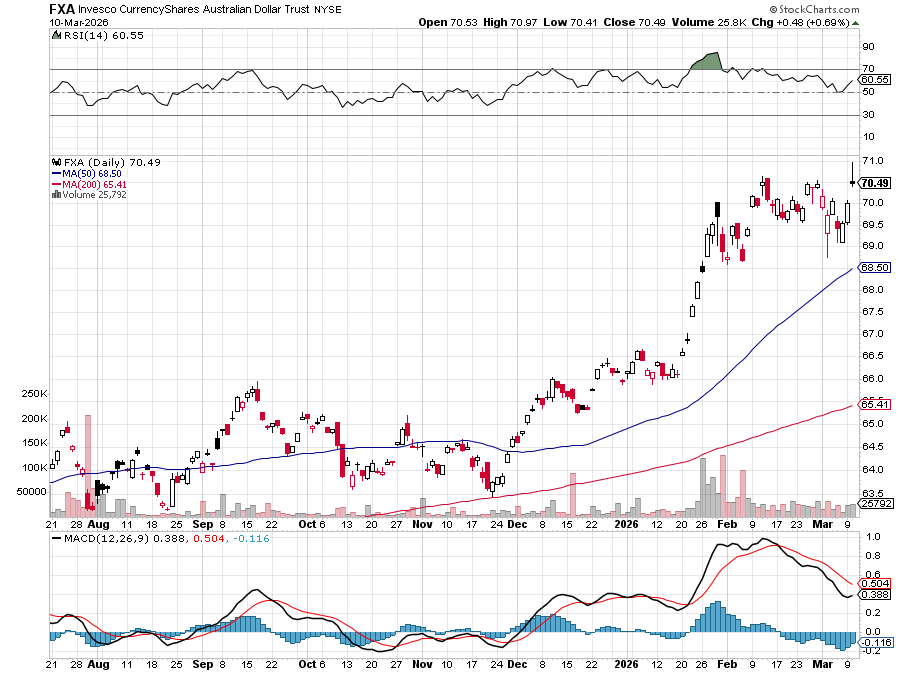 FXA Invesco CurrencyShares Australian Dollar Trust NYSE
© StockCharts.com
10-Mar-2026
Open 70.53 High 70.97 Low 70.41 Close 70.49 Volume 25.8K Chg +0.48 (+0.69%)
RSI(14) 60.55
90
70
60.55
50
30
10
FXA (Daily) 70.49
MA(50) 68.50
MA(200) 65.41
Volume 25,792
71.0
70.49
70.0
69.5
69.0
68.50
68.0
67.5
67.0
66.5
66.0
65.41
65.0
64.5
64.0
63.5
25792
250K
200K
150K
100K
50000
21 28 Aug 11 18 25 Sep 8 15 22 Oct 6 13 20 27 Nov 10 17 24 Dec 8 15 22 2026 12 20 26 Feb 9 17 23 Mar 9
MACD(12,26,9) 0.388, 0.504, -0.116
1.0
0.8
0.6
0.504
0.388
0.2
0.0
-0.116
-0.2
21 28 Aug 11 18 25 Sep 8 15 22 Oct 6 13 20 27 Nov 10 17 24 Dec 8 15 22 2026 12 20 26 Feb 9 17 23 Mar 9